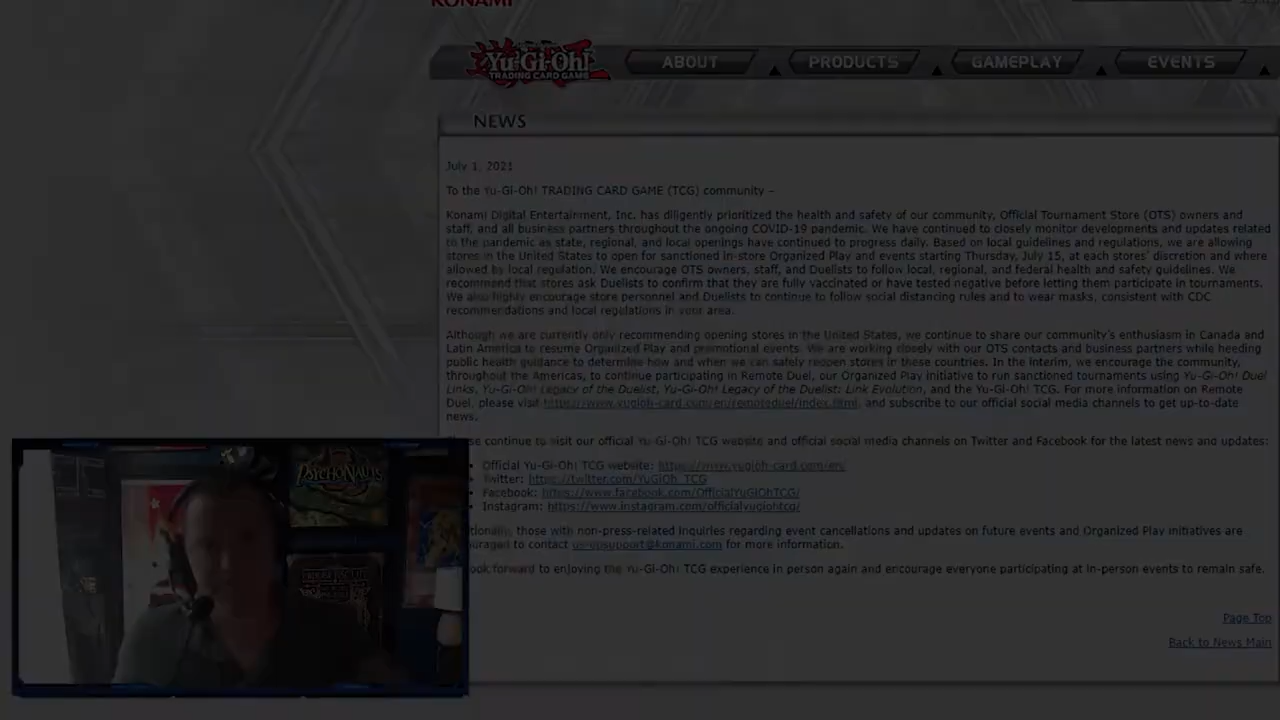 KONAMI
Yu-Gi-Oh!
TRADING CARD GAME
ABOUT
PRODUCTS
GAMEPLAY
EVENTS
NEWS
July 1, 2021
To the Yu-Gi-Oh! TRADING CARD GAME (TCG) community –
Konami Digital Entertainment, Inc. has diligently prioritized the health and safety of our community, Official Tournament Store (OTS) owners and
staff, and all business partners throughout the ongoing COVID-19 pandemic. We have continued to closely monitor developments and updates related
to the pandemic as state, regional, and local openings have continued to progress daily. Based on local guidelines and regulations, we are allowing
stores in the United States to open for sanctioned in-store Organized Play and events starting Thursday, July 15, at each stores' discretion and where
allowed by local regulation. We encourage OTS owners, staff, and Duelists to follow local, regional, and federal health and safety guidelines. We
recommend that stores ask Duelists to confirm that they are fully vaccinated or have tested negative before letting them participate in tournaments.
We also highly encourage store personnel and Duelists to continue to follow social distancing rules and to wear masks, consistent with CDC
recommendations and local regulations in your area.
Although we are currently only recommending opening stores in the United States, we continue to share our community's enthusiasm in Canada and
Latin America to resume Organized Play and promotional events. We are working closely with our OTS contacts and business partners while heeding
public health guidance to determine how and when we can safely reopen stores in these countries. In the interim, we encourage the community,
throughout the Americas, to continue participating in Remote Duel, our Organized Play initiative to run sanctioned tournaments using Yu-Gi-Oh! Duel
Links, Yu-Gi-Oh! Legacy of the Duelist, Yu-Gi-Oh! Legacy of the Duelist: Link Evolution, and the Yu-Gi-Oh! TCG. For more information on Remote
Duel, please visit https://www.yugioh-card.com/en/remoteduel/index.html, and subscribe to our official social media channels to get up-to-date
news.
se continue to visit our official Yu-Gi-Oh! TCG website and official social media channels on Twitter and Facebook for the latest news and updates:
Official Yu-Gi-Oh! TCG website: https://www.yugioh-card.com/en/
Twitter: https://twitter.com/YuGiOh_TCG
Facebook: https://www.facebook.com/OfficialYuGiOhTCG/
Instagram: https://www.instagram.com/officialyugiohtcg/
tionally, those with non-press-related inquiries regarding event cancellations and updates on future events and Organized Play initiatives are
uraged to contact us-opsupport@konami.com for more information.
ook forward to enjoying the Yu-Gi-Oh! TCG experience in person again and encourage everyone participating at in-person events to remain safe.
Page Top
Back to News Main
PSYCHONAUTS